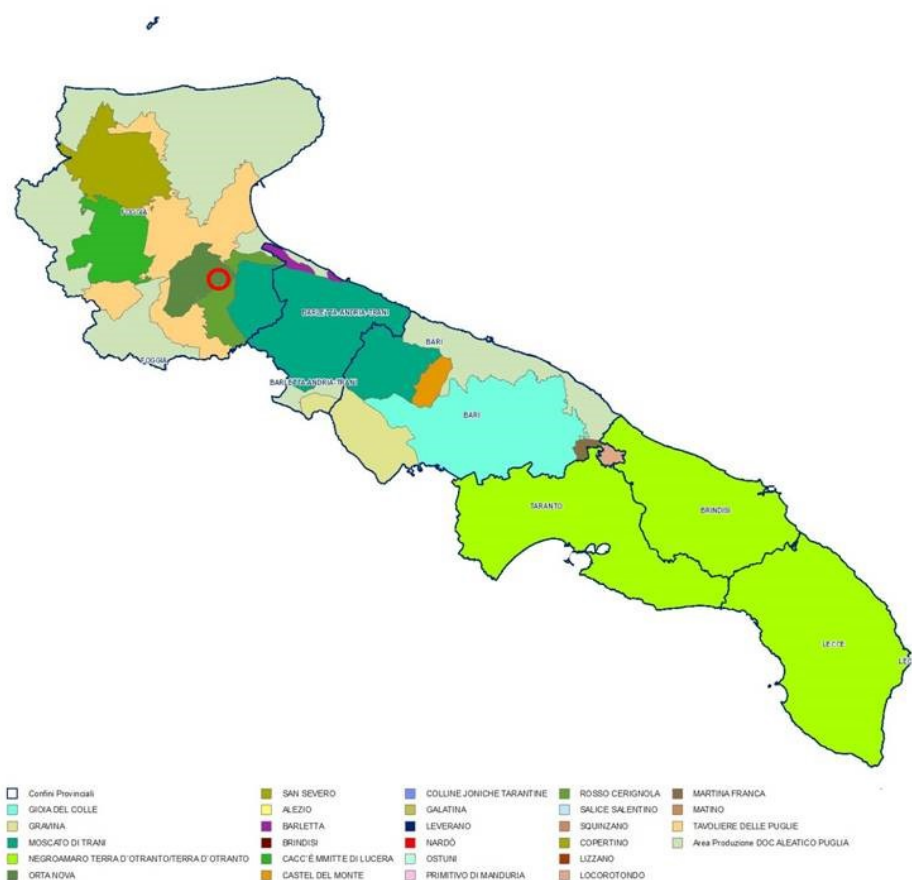 FOGGIA
BARLETTA-ANDRIA-TRANI
BARI
FOGGIA
BARLETTA-ANDRIA-TRANI
BARI
TARANTO
BRINDISI
LECCE
LEC
Confini Provinciali
GIOIA DEL COLLE
GRAVINA
MOSCATO DI TRANI
NEGROAMARO TERRA D'OTRANTO/TERRA D'OTRANTO
ORTA NOVA
SAN SEVERO
ALEZIO
BARLETTA
BRINDISI
CACC'È MMITTE DI LUCERA
CASTEL DEL MONTE
COLLINE JONICHE TARANTINE
GALATINA
LEVERANO
NARDÒ
OSTUNI
PRIMITIVO DI MANDURIA
ROSSO CERIGNOLA
SALICE SALENTINO
SQUINZANO
COPERTINO
LIZZANO
LOCOROTONDO
MARTINA FRANCA
MATINO
TAVOLIERE DELLE PUGLIE
Area Produzione DOC ALEATICO PUGLIA